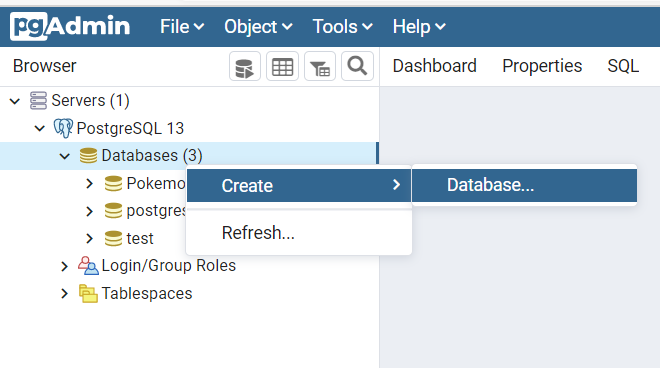 pgAdmin File Object Tools Help
Browser Dashboard Properties SQL
Servers (1)
PostgreSQL 13
Databases (3)
Create Database...
postgres
Refresh...
test
Login/Group Roles
Tablespaces